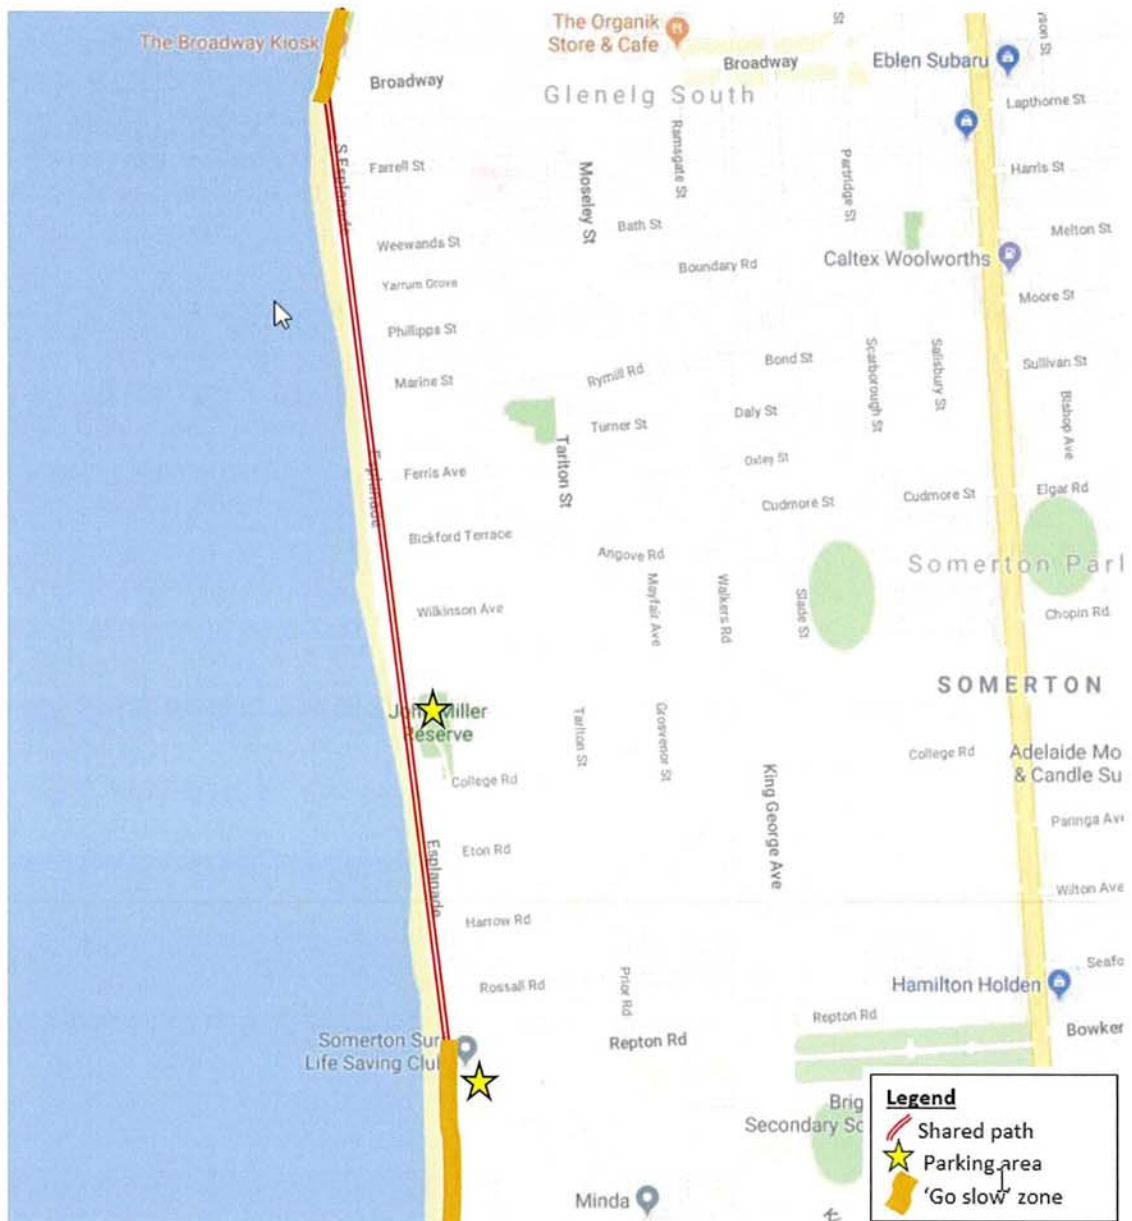 The Broadway Kiosk
The Organik
Store & Cafe
Broadway
Broadway
Eblen Subaru
Glenelg South
Lapthorne St
S Esplanade
Farrell St
Moseley St
Ramsgate St
Partridge St
St
Harris St
Bath St
Weewanda St
Melton St
Caltex Woolworths
Boundary Rd
Yarrum Grove
Moore St
Phillipps St
Bond St
Scarborough St
Salisbury St
Sullivan St
Marine St
Rymill Rd
Daly St
Bishop Ave
Turner St
Tarlton St
Oxley St
Ferris Ave
Esplanade
Cudmore St
Cudmore St
Elgar Rd
Bickford Terrace
Angove Rd
Somerton Parl
Mayfair Ave
Walkers Rd
Slade St
Wilkinson Ave
Chopin Rd
SOMERTON
Miller
Reserve
Tarlton St
Grosvenor St
College Rd
Adelaide Mo
& Candle Su
College Rd
King George Ave
Paringa Av
Esplanade
Eton Rd
Wilton Ave
Harrow Rd
Seafo
Rossall Rd
Prior Rd
Hamilton Holden
Repton Rd
Bowker
Somerton Sur
Life Saving Clu
Repton Rd
Brig
Secondary Sc
Minda
Legend
Shared path
Parking area
'Go slow' zone